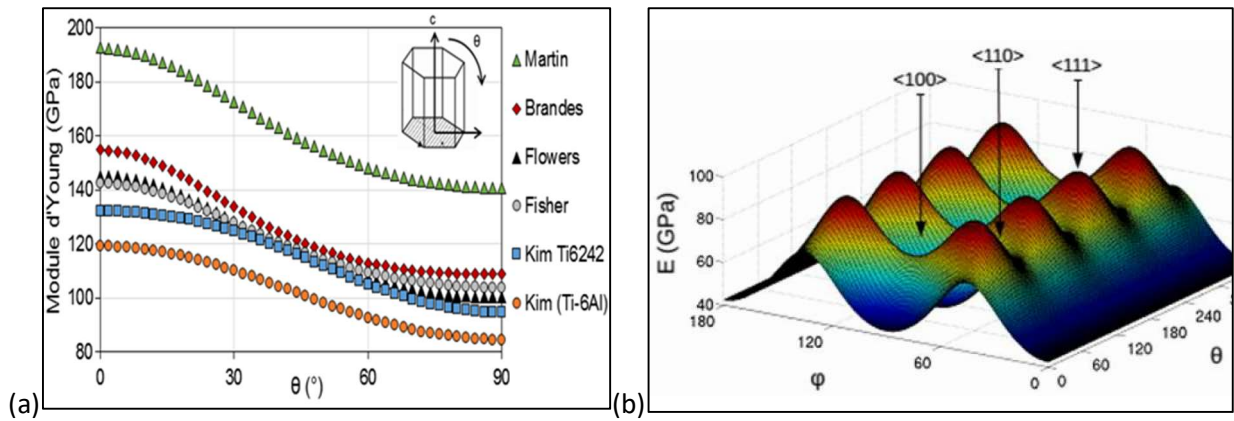 200
180
160
140
120
100
80
Module d'Young (GPa)
0
30
60
90
θ (°)
c
θ
Martin
Brandes
Flowers
Fisher
Kim Ti6242
Kim (Ti-6Al)
(a)
<100>
<110>
<111>
100
80
60
40
E (GPa)
180
120
60
0
φ
0
60
120
180
240
θ
(b)